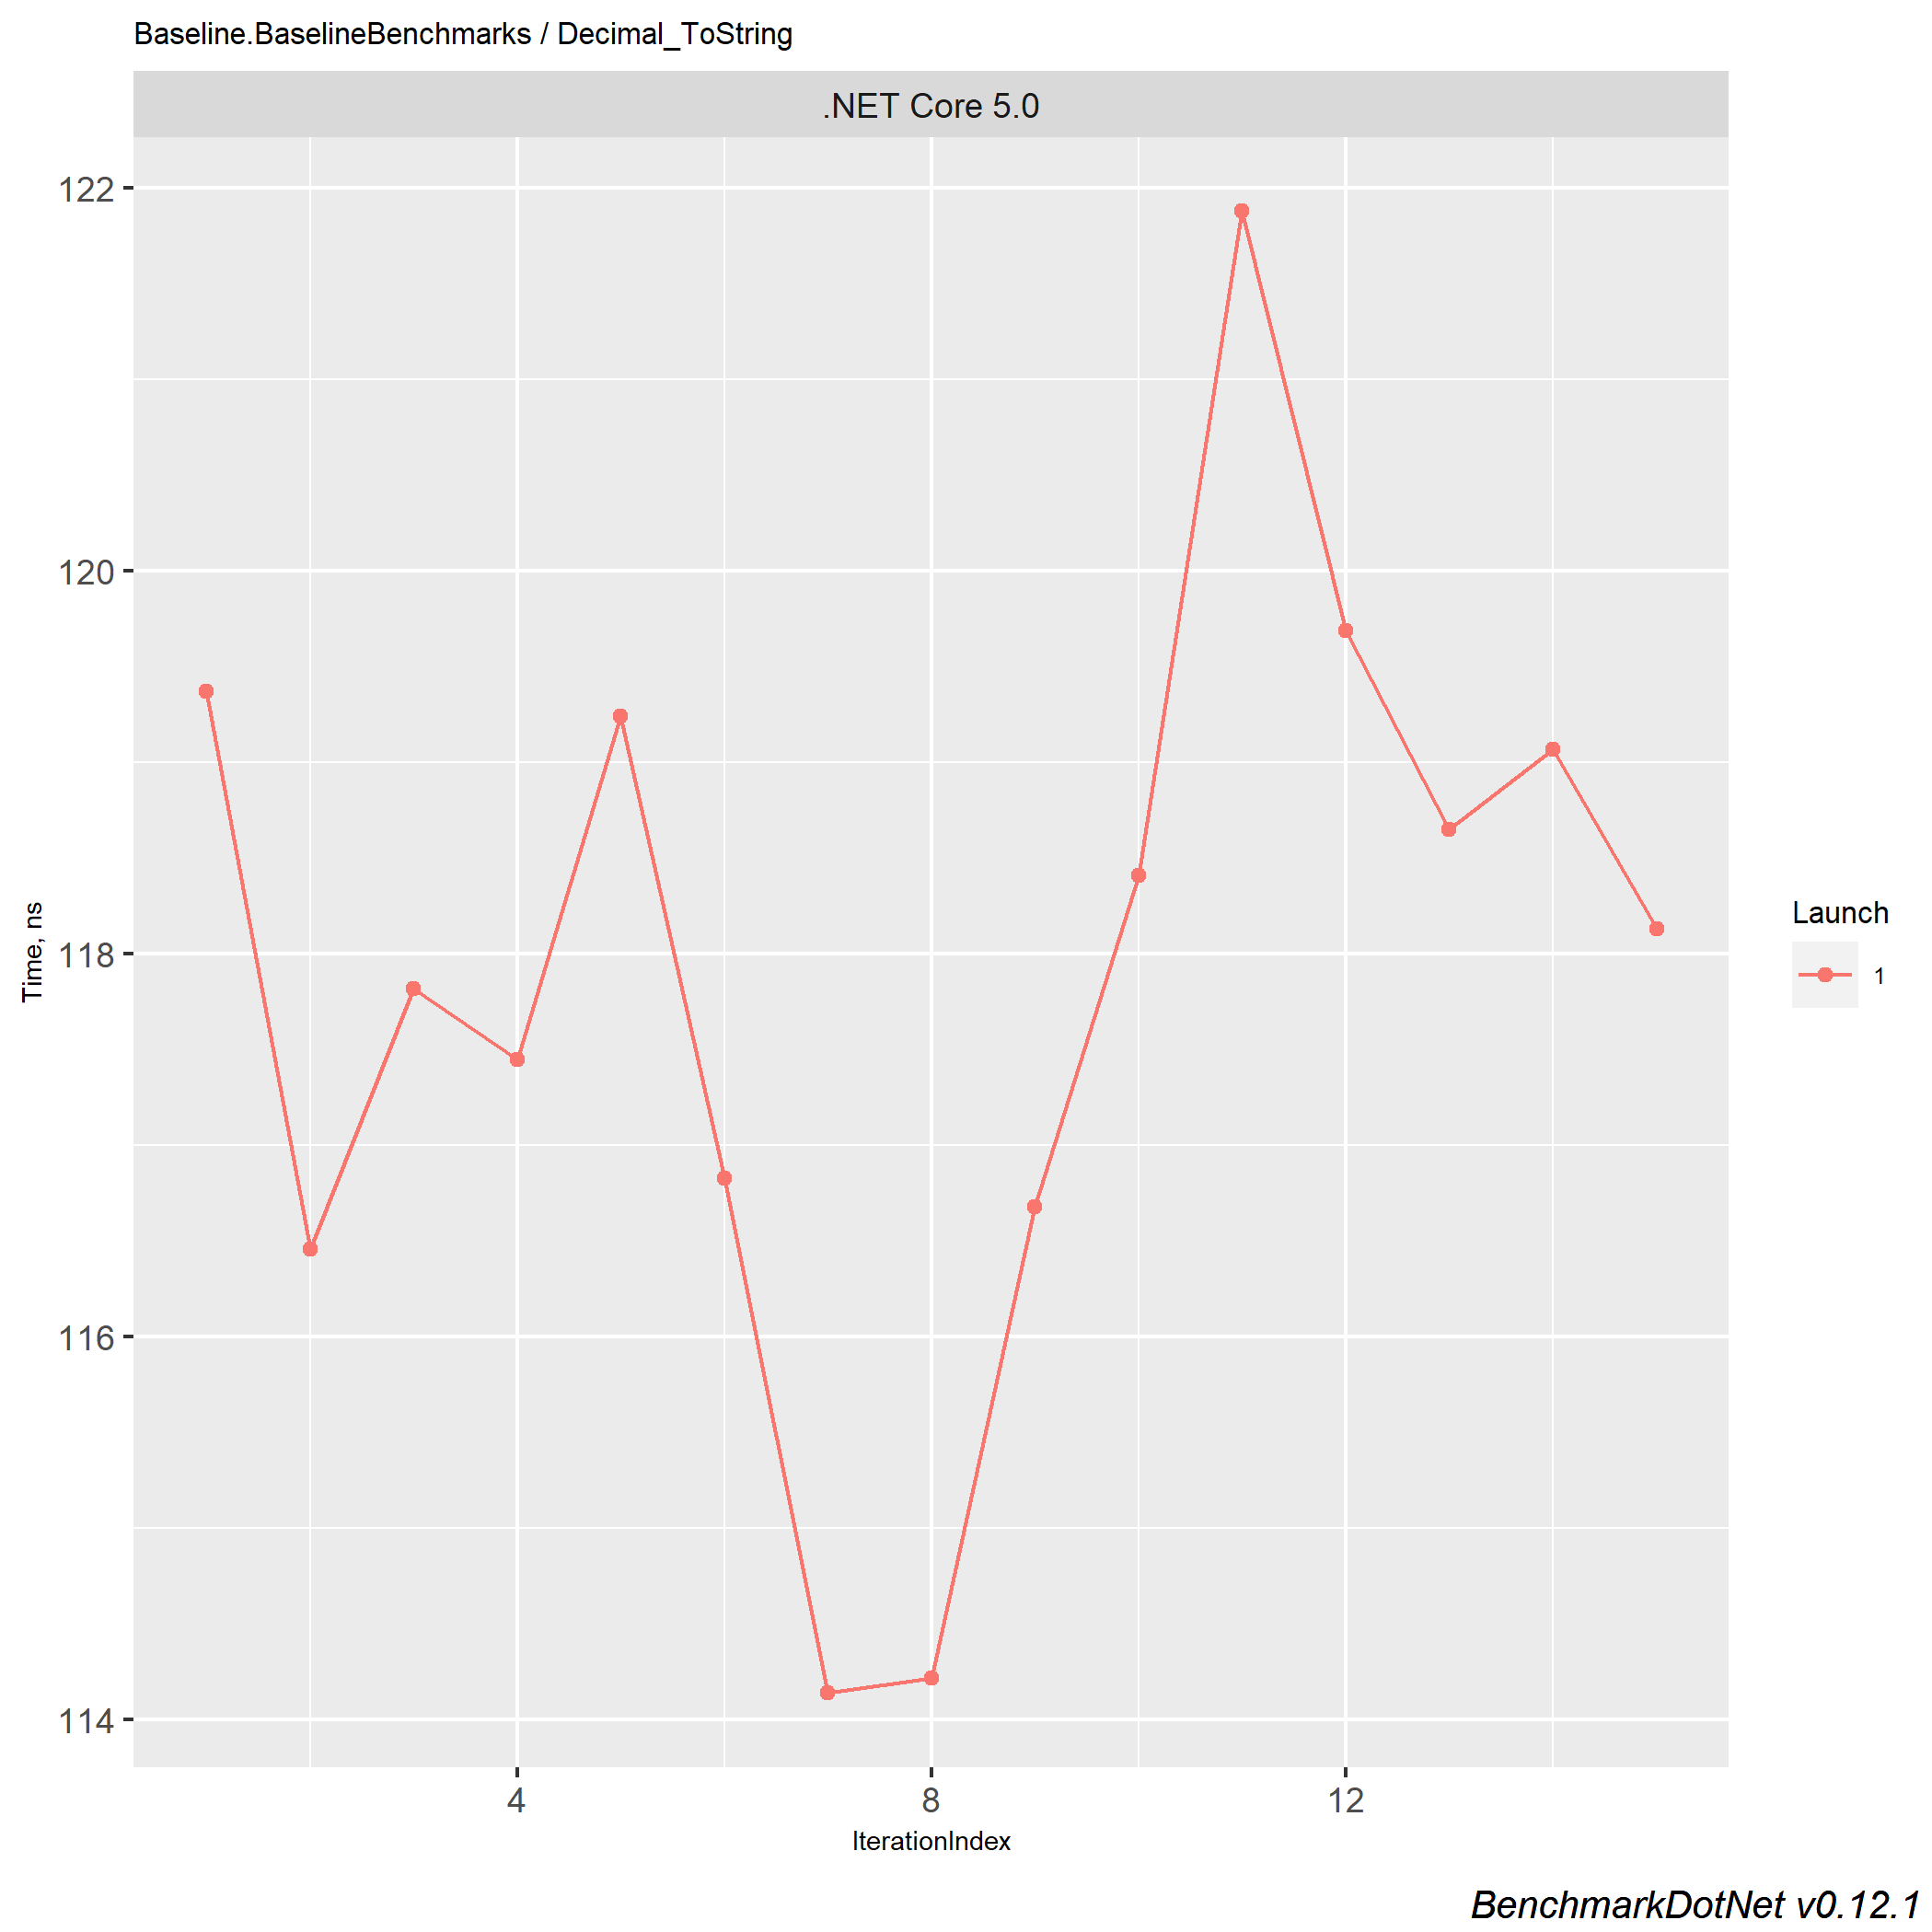 Baseline.BaselineBenchmarks / Decimal_ToString
.NET Core 5.0
122
120
118
116
114
Time, ns
4 8 12
IterationIndex
Launch
1
BenchmarkDotNet v0.12.1